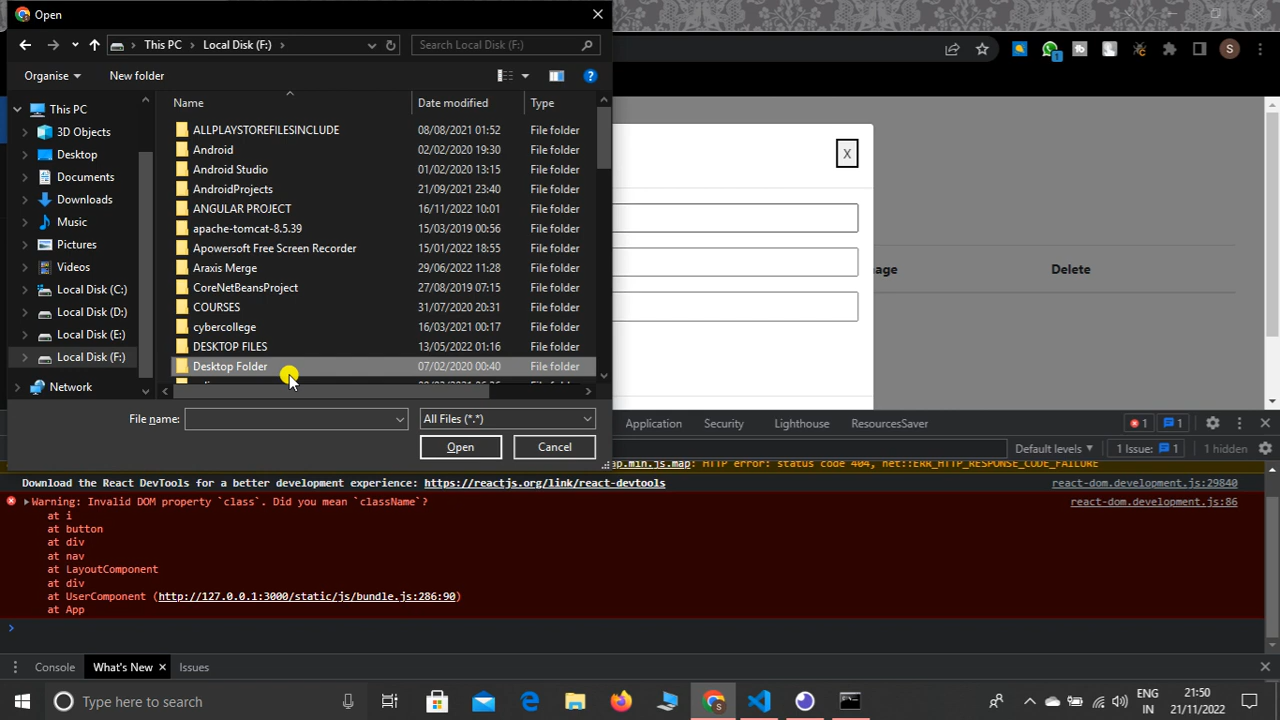 Open
This PC > Local Disk (F:) >
Search Local Disk (F:)
Organise
New folder
Name
Date modified
Type
This PC
3D Objects
Desktop
Documents
Downloads
Music
Pictures
Videos
Local Disk (C:)
Local Disk (D:)
Local Disk (E:)
Local Disk (F:)
Network
ALLPLAYSTOREFILESINCLUDE 08/08/2021 01:52 File folder
Android 02/02/2020 19:30 File folder
Android Studio 01/02/2020 13:15 File folder
AndroidProjects 21/09/2021 23:40 File folder
ANGULAR PROJECT 16/11/2022 10:01 File folder
apache-tomcat-8.5.39 15/03/2019 00:56 File folder
Apowersoft Free Screen Recorder 15/01/2022 18:55 File folder
Araxis Merge 29/06/2022 11:28 File folder
CoreNetBeansProject 27/08/2019 07:15 File folder
COURSES 31/07/2020 20:31 File folder
cybercollege 16/03/2021 00:17 File folder
DESKTOP FILES 13/05/2022 01:16 File folder
Desktop Folder 07/02/2020 00:40 File folder
File name:
All Files (*.*)
Open
Cancel
S
1
X
age
Delete
Application Security Lighthouse ResourcesSaver
1
1
Default levels
1 Issue: 1
1 hidden
ap.min.js.map: HTTP error: status code 404, net::ERR_HTTP_RESPONSE_CODE_FAILURE
Download the React DevTools for a better development experience: https://reactjs.org/link/react-devtools react-dom.development.js:29840
Warning: Invalid DOM property `class`. Did you mean `className`? react-dom.development.js:86
at i
at button
at div
at nav
at LayoutComponent
at div
at UserComponent (http://127.0.0.1:3000/static/js/bundle.js:286:90)
at App
Console
What's New
Issues
Type here to search
S
ENG
IN
21:50
21/11/2022